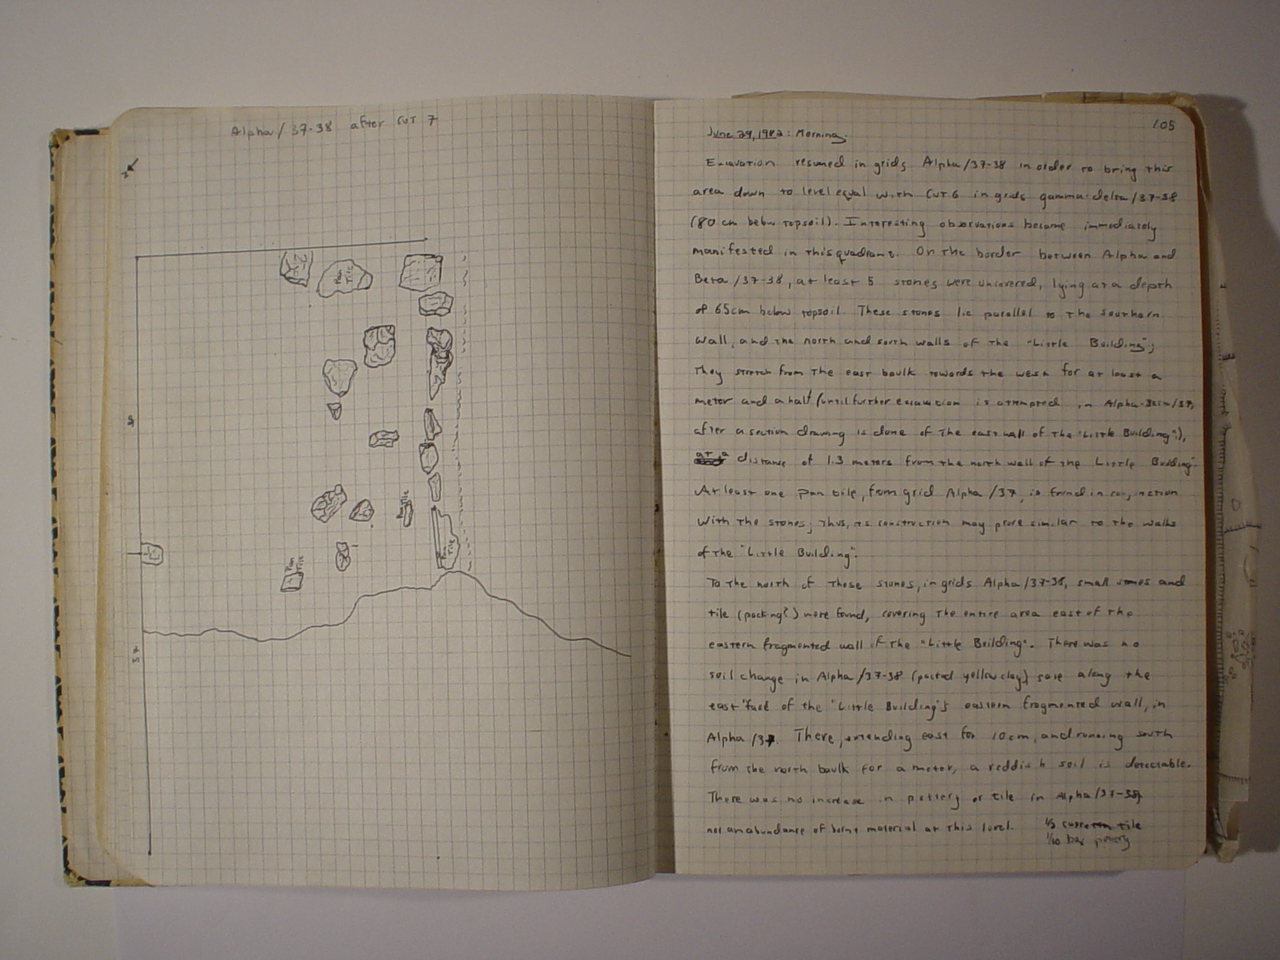 Alpha/37-38 after CUT 7
N
38
Pan Tile
Pan Tile
Pan Tile
37
105
June 29, 1982: Morning.
Excavation resumed in grids Alpha/37-38 in order to bring this
area down to level equal with CUT 6 in grids gamma-delta/37-38
(80 cm below topsoil). Interesting observations became immediately
manifested in this quadrant. On the border between Alpha and
Beta/37-38, at least 5 stones were uncovered, lying at a depth
of 65cm below topsoil. These stones lie parallel to the southern
wall, and the north and south walls of the "Little Building";
They stretch from the east baulk towards the west for at least a
meter and a half (until further excavation is attempted in Alpha-Beta/37,
after a section drawing is done of the east wall of the "Little Building"),
distance of 1.3 meters from the north wall of the Little Building.
At least one pan tile, from grid Alpha/37, is found in conjunction
with the stones; thus, its construction may prove similar to the walls
of the "Little Building".
To the north of these stones, in grids Alpha/37-38, small stones and
tile (packing?) were found, covering the entire area east of the
eastern fragmented wall of the "Little Building". There was no
soil change in Alpha/37-38 (packed yellow clay) save along the
east face of the "Little Building"'s eastern fragmented wall, in
Alpha/37. There, extending east for 10cm, and running south
from the north baulk for a meter, a reddish soil is detectable.
There was no increase in pottery or tile in Alpha/37-38,
nor an abundance of burnt material at this level. 1/3 tile
1/10 bag pottery